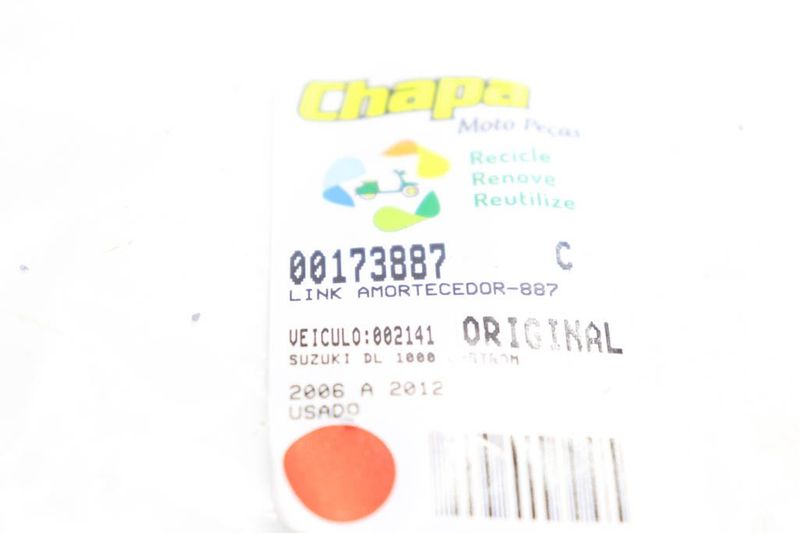 Chapa
Moto Peças
Recicle
Renove
Reutilize
00173887 C
LINK AMORTECEDOR-887
VEICULO:002141 ORIGINAL
SUZUKI DL 1000
2006 A 2012
USADO